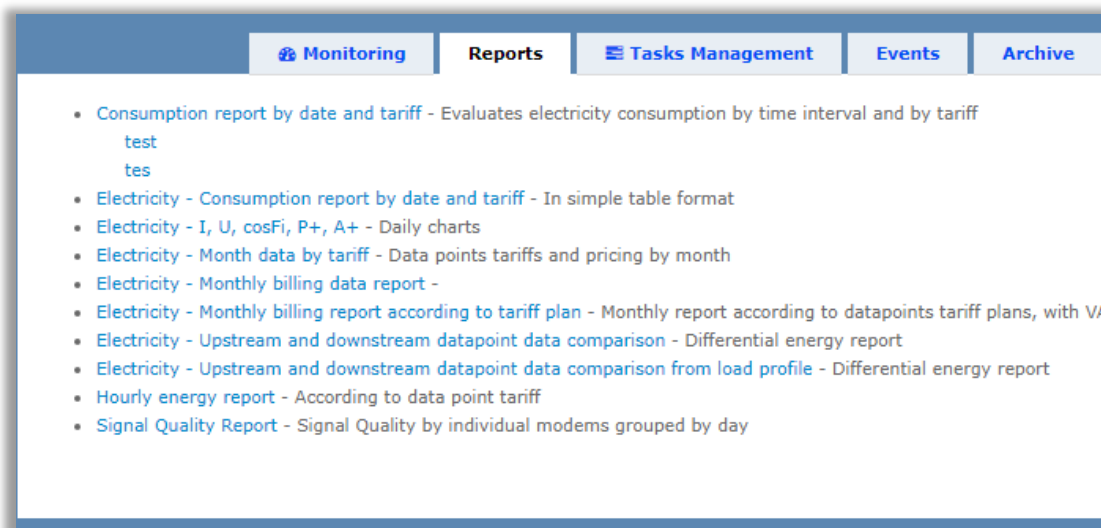 Monitoring Reports Tasks Management Events Archive
Consumption report by date and tariff - Evaluates electricity consumption by time interval and by tariff
test
tes
Electricity - Consumption report by date and tariff - In simple table format
Electricity - I, U, cosFi, P+, A+ - Daily charts
Electricity - Month data by tariff - Data points tariffs and pricing by month
Electricity - Monthly billing data report -
Electricity - Monthly billing report according to tariff plan - Monthly report according to datapoints tariff plans, with
Electricity - Upstream and downstream datapoint data comparison - Differential energy report
Electricity - Upstream and downstream datapoint data comparison from load profile - Differential energy report
Hourly energy report - According to data point tariff
Signal Quality Report - Signal Quality by individual modems grouped by day